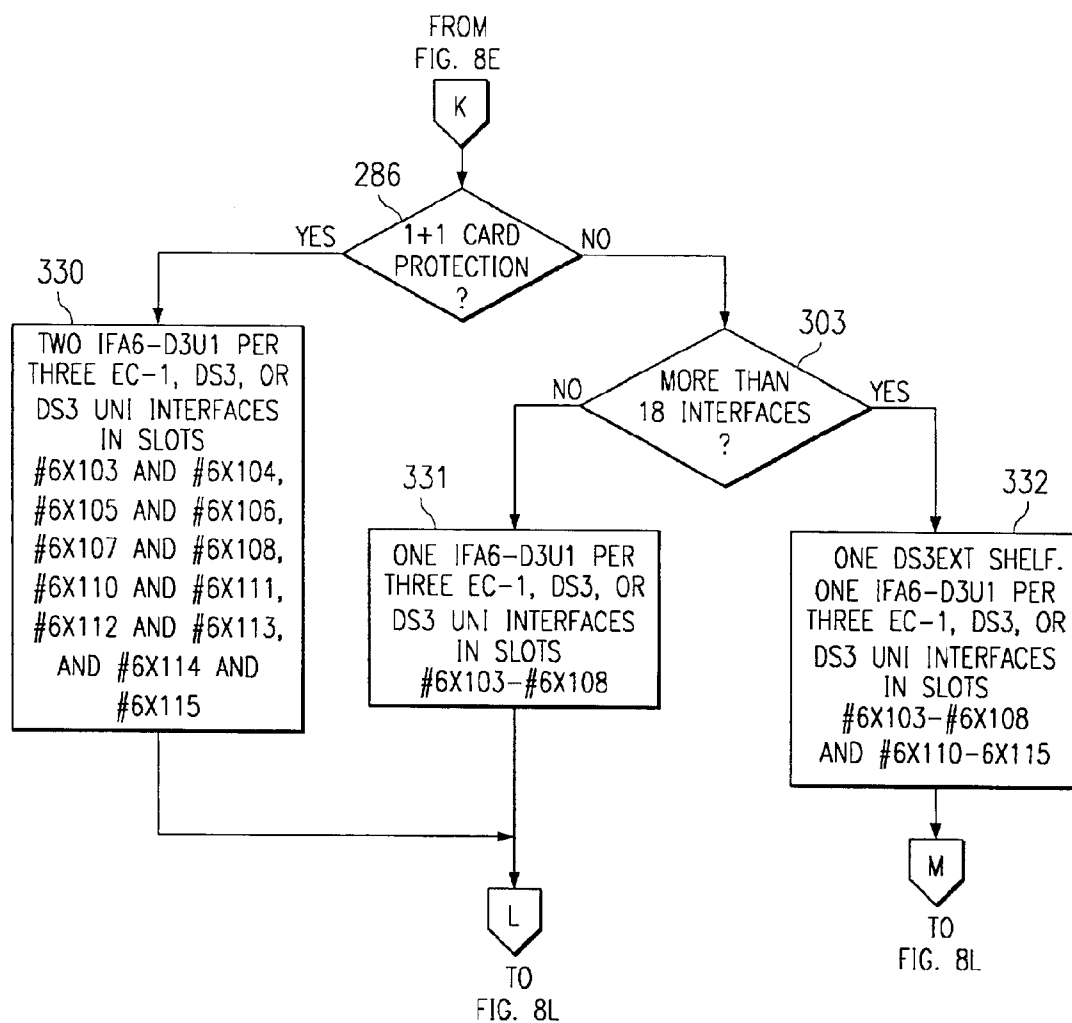 FROM
FIG. 8E
K
286
1+1 CARD
PROTECTION
?
YES
NO
330
TWO IFA6-D3U1 PER
THREE EC-1, DS3, OR
DS3 UNI INTERFACES
IN SLOTS
#6X103 AND #6X104,
#6X105 AND #6X106,
#6X107 AND #6X108,
#6X110 AND #6X111,
#6X112 AND #6X113,
AND #6X114 AND
#6X115
303
MORE THAN
18 INTERFACES
?
NO
YES
331
ONE IFA6-D3U1 PER
THREE EC-1, DS3, OR
DS3 UNI INTERFACES
IN SLOTS
#6X103-#6X108
332
ONE DS3EXT SHELF.
ONE IFA6-D3U1 PER
THREE EC-1, DS3, OR
DS3 UNI INTERFACES
IN SLOTS
#6X103-#6X108
AND #6X110-6X115
L
TO
FIG. 8L
M
TO
FIG. 8L